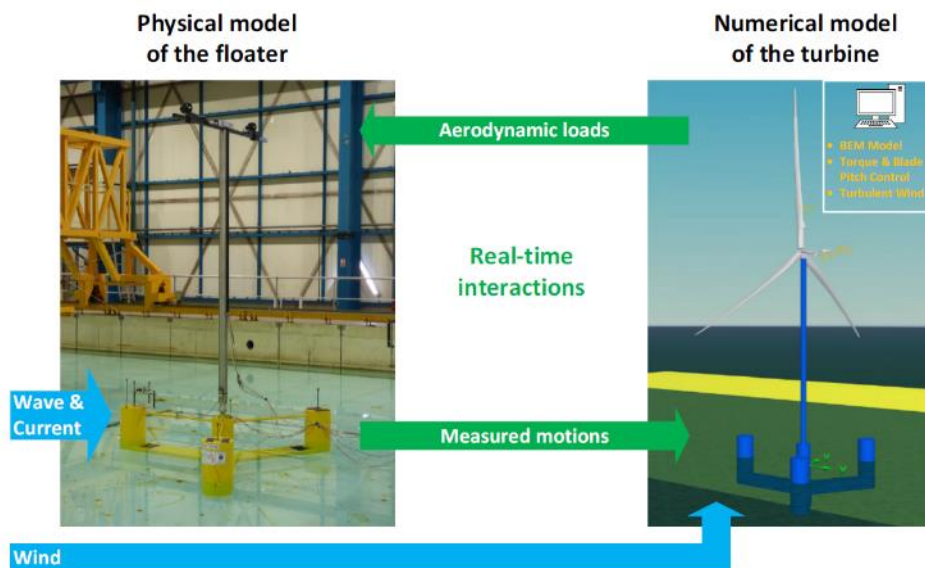 Physical model
of the floater
Numerical model
of the turbine
Aerodynamic loads
BEM Model
Torque & Blade
Pitch Control
Turbulent Wind
Real-time
interactions
Wave &
Current
Measured motions
Wind